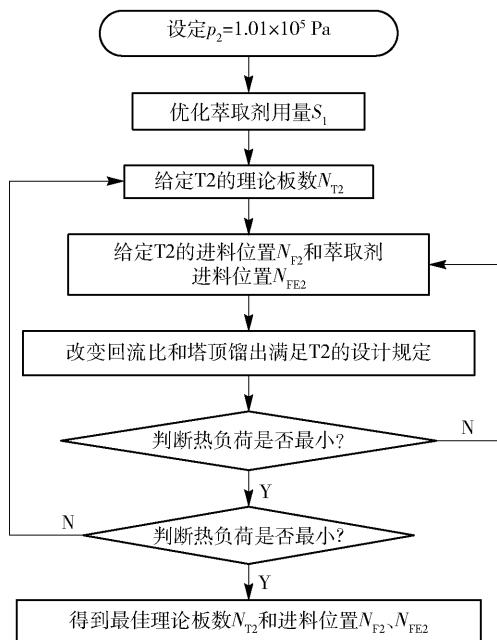 设定p₂=1.01×10⁵ Pa
优化萃取剂用量S₁
给定T2的理论板数N_T2
给定T2的进料位置N_F2和萃取剂
进料位置N_FE2
改变回流比和塔顶馏出满足T2的设计规定
判断热负荷是否最小?
N
Y
N
判断热负荷是否最小?
Y
得到最佳理论板数N_T2和进料位置N_F2、N_FE2